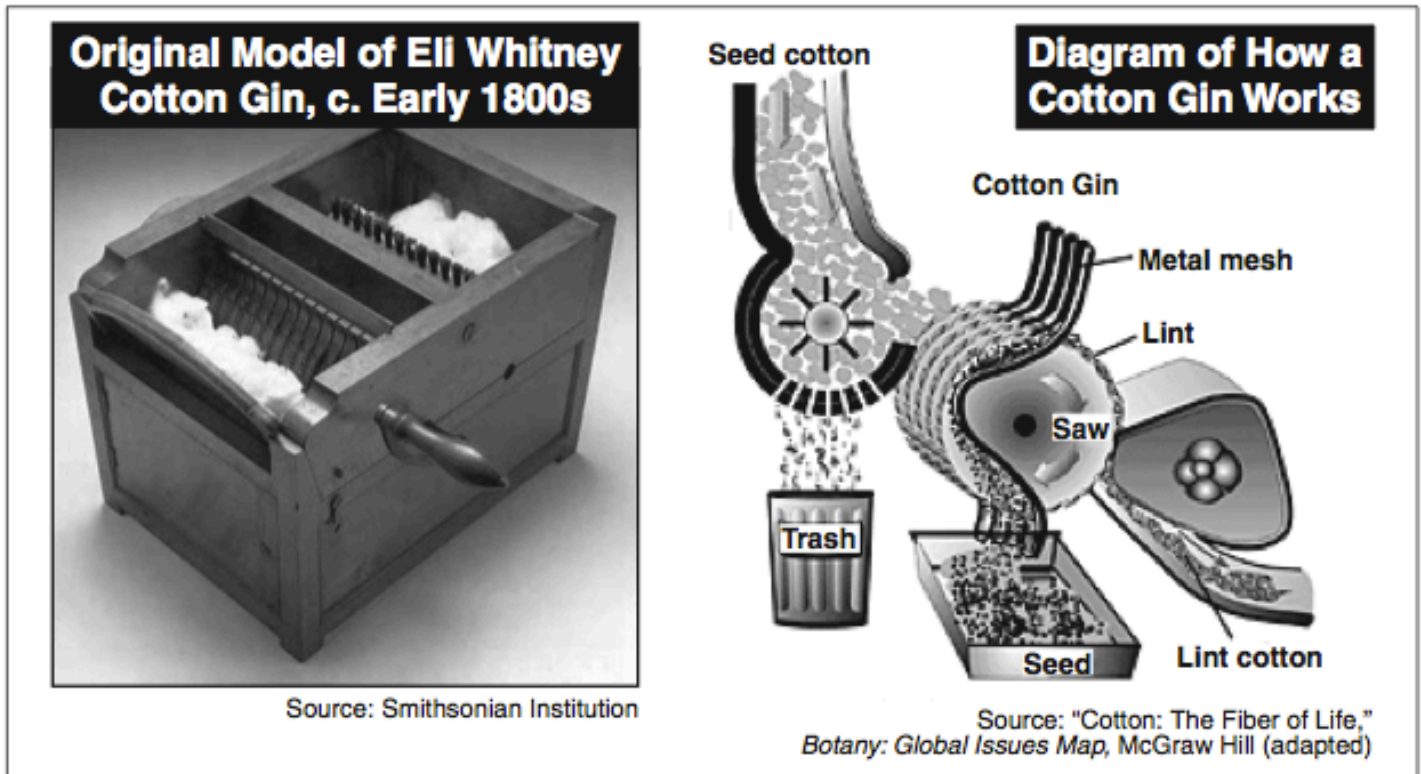 Original Model of Eli Whitney
Cotton Gin, c. Early 1800s
Source: Smithsonian Institution
Diagram of How a
Cotton Gin Works
Seed cotton
Cotton Gin
Metal mesh
Lint
Saw
Trash
Seed
Lint cotton
Source: "Cotton: The Fiber of Life,"
Botany: Global Issues Map, McGraw Hill (adapted)